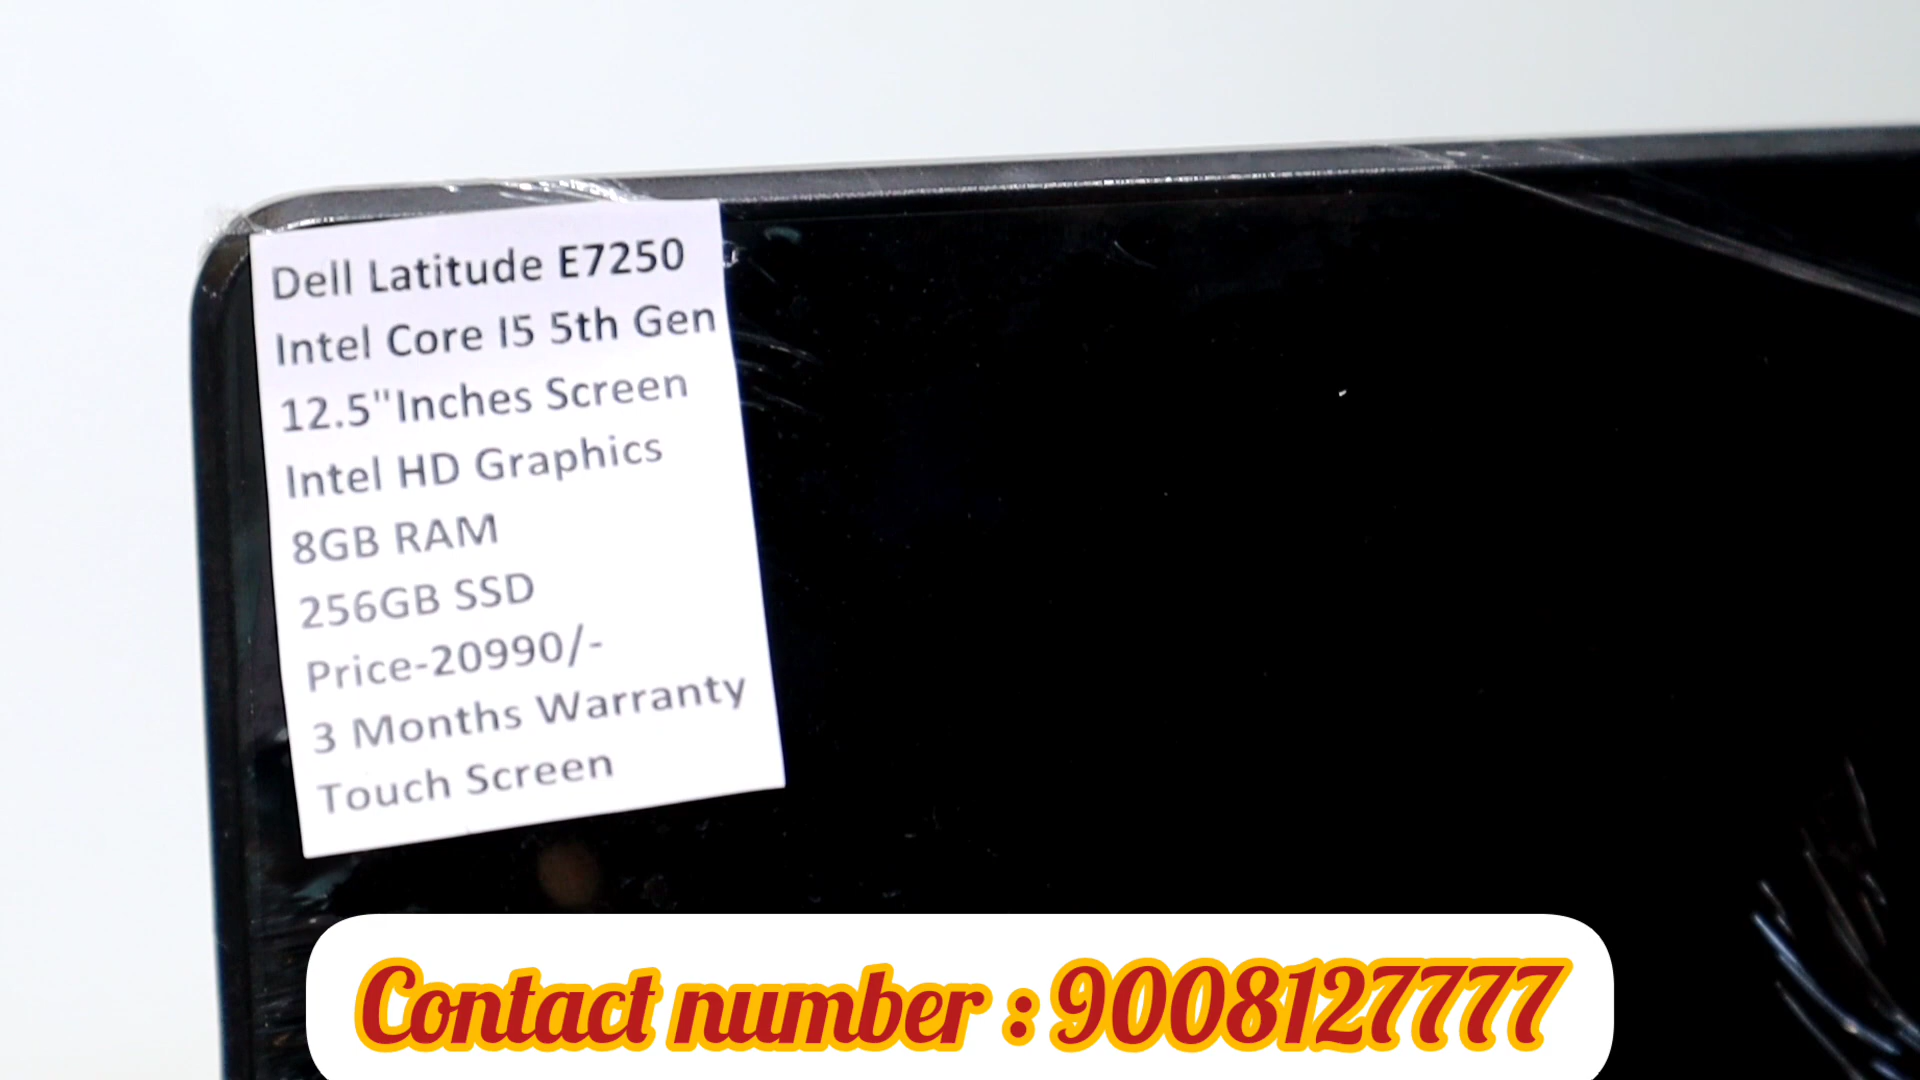 Dell Latitude E7250
Intel Core I5 5th Gen
12.5"Inches Screen
Intel HD Graphics
8GB RAM
256GB SSD
Price-20990/-
3 Months Warranty
Touch Screen
Contact number : 9008127777